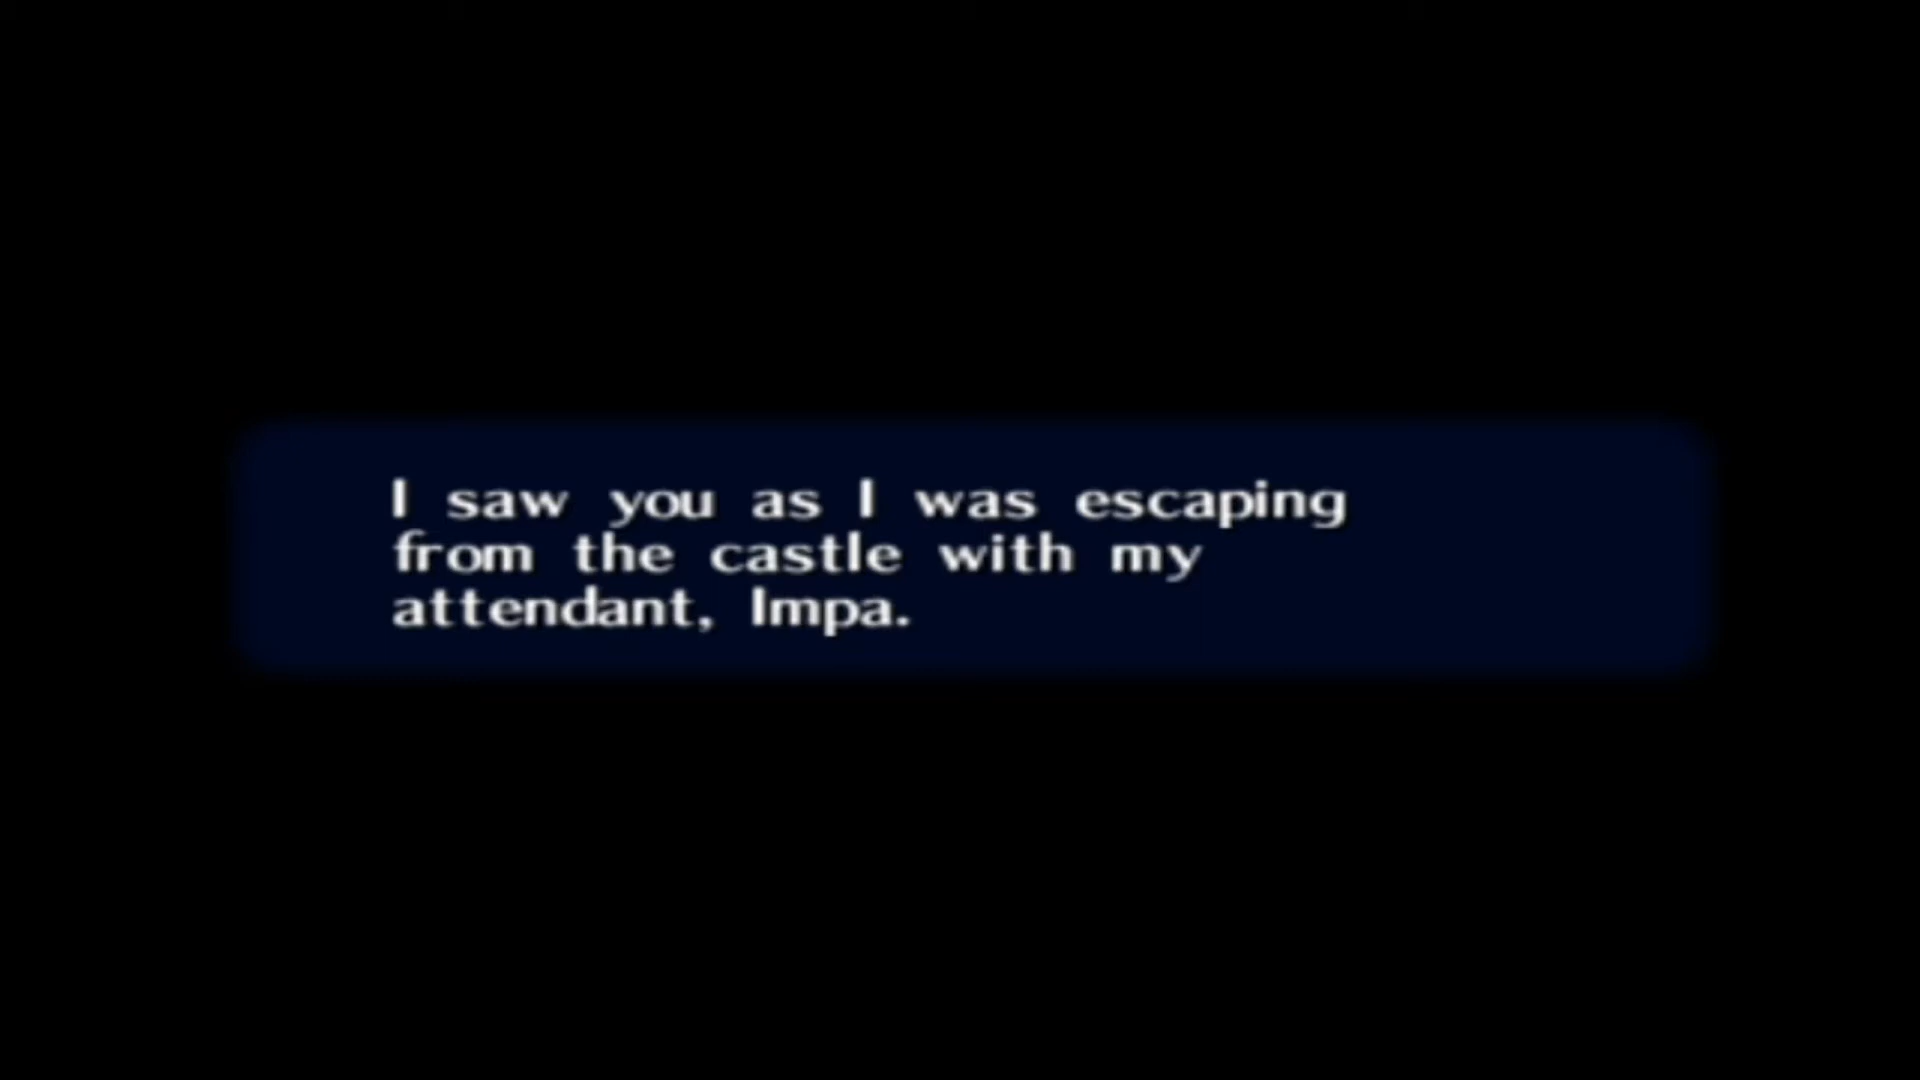 I saw you as I was escaping
from the castle with my
attendant, Impa.